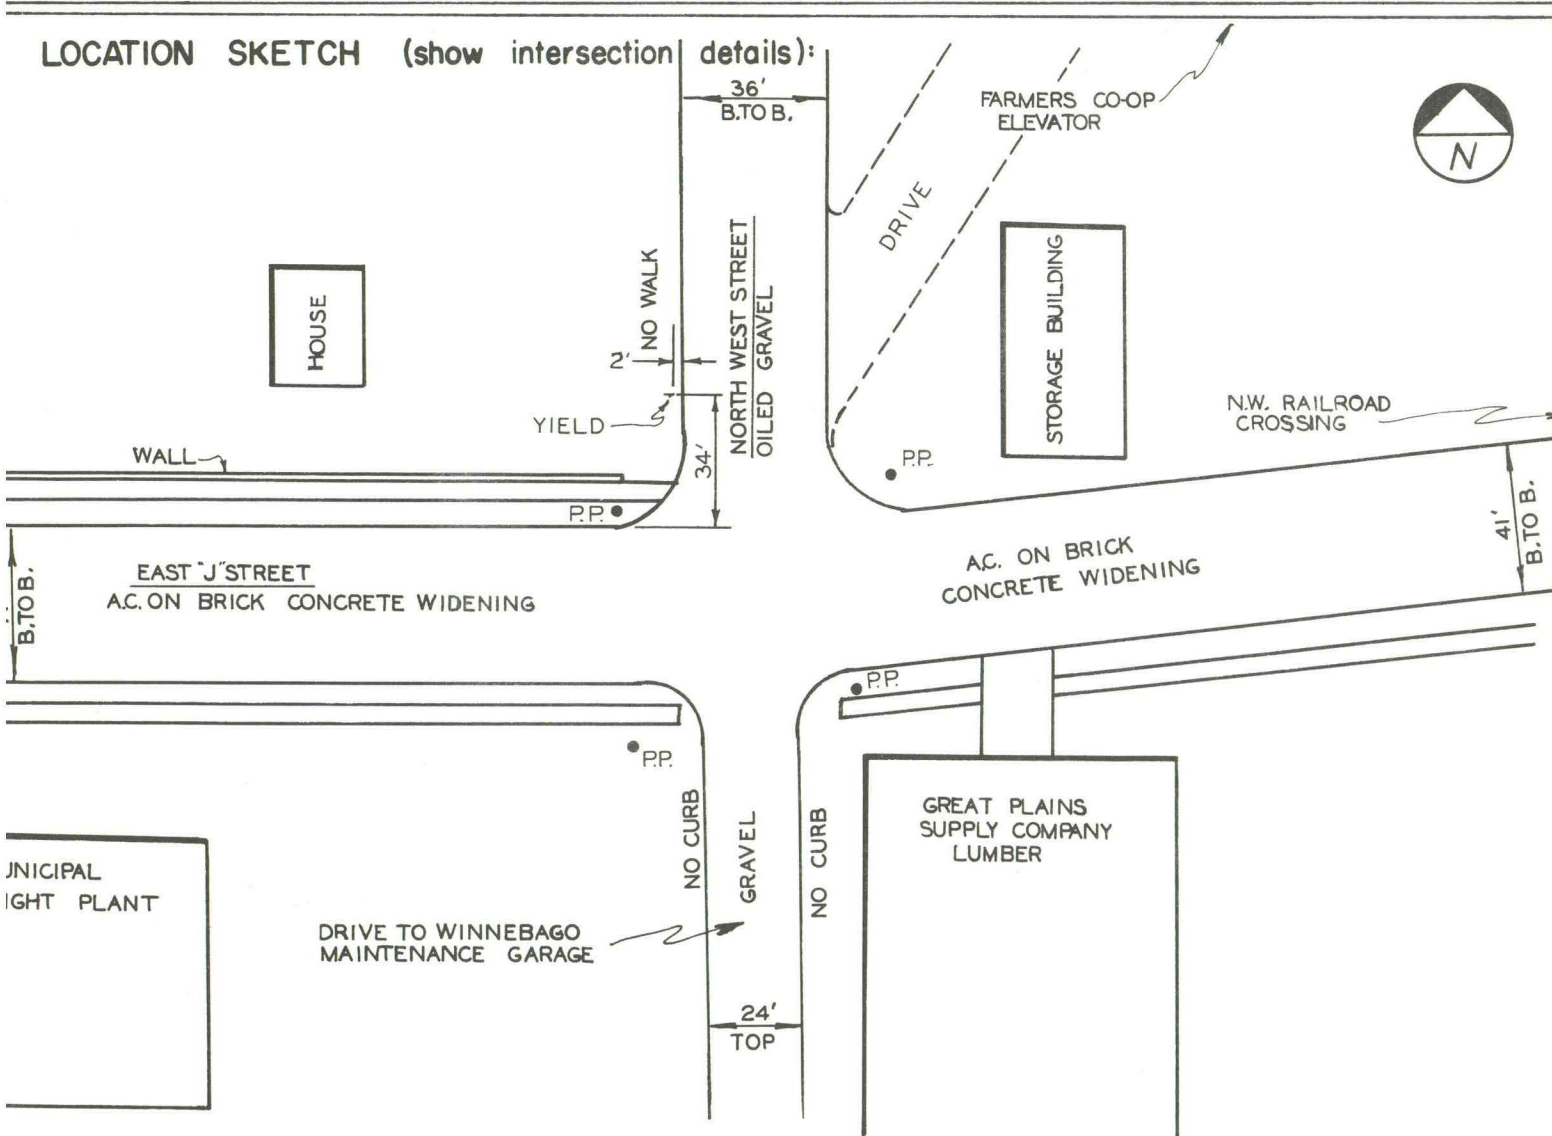 LOCATION SKETCH (show intersection details):
36'
B.TO B.
FARMERS CO-OP
ELEVATOR
N
DRIVE
HOUSE
NO WALK
2'
NORTH WEST STREET
OILED GRAVEL
STORAGE BUILDING
YIELD
34'
N.W. RAILROAD
CROSSING
WALL
P.P.
P.P.
41'
B.TO B.
B.TO B.
EAST "J" STREET
A.C. ON BRICK CONCRETE WIDENING
A.C. ON BRICK
CONCRETE WIDENING
P.P.
P.P.
NO CURB
GRAVEL
NO CURB
GREAT PLAINS
SUPPLY COMPANY
LUMBER
UNICIPAL
IGHT PLANT
DRIVE TO WINNEBAGO
MAINTENANCE GARAGE
24'
TOP